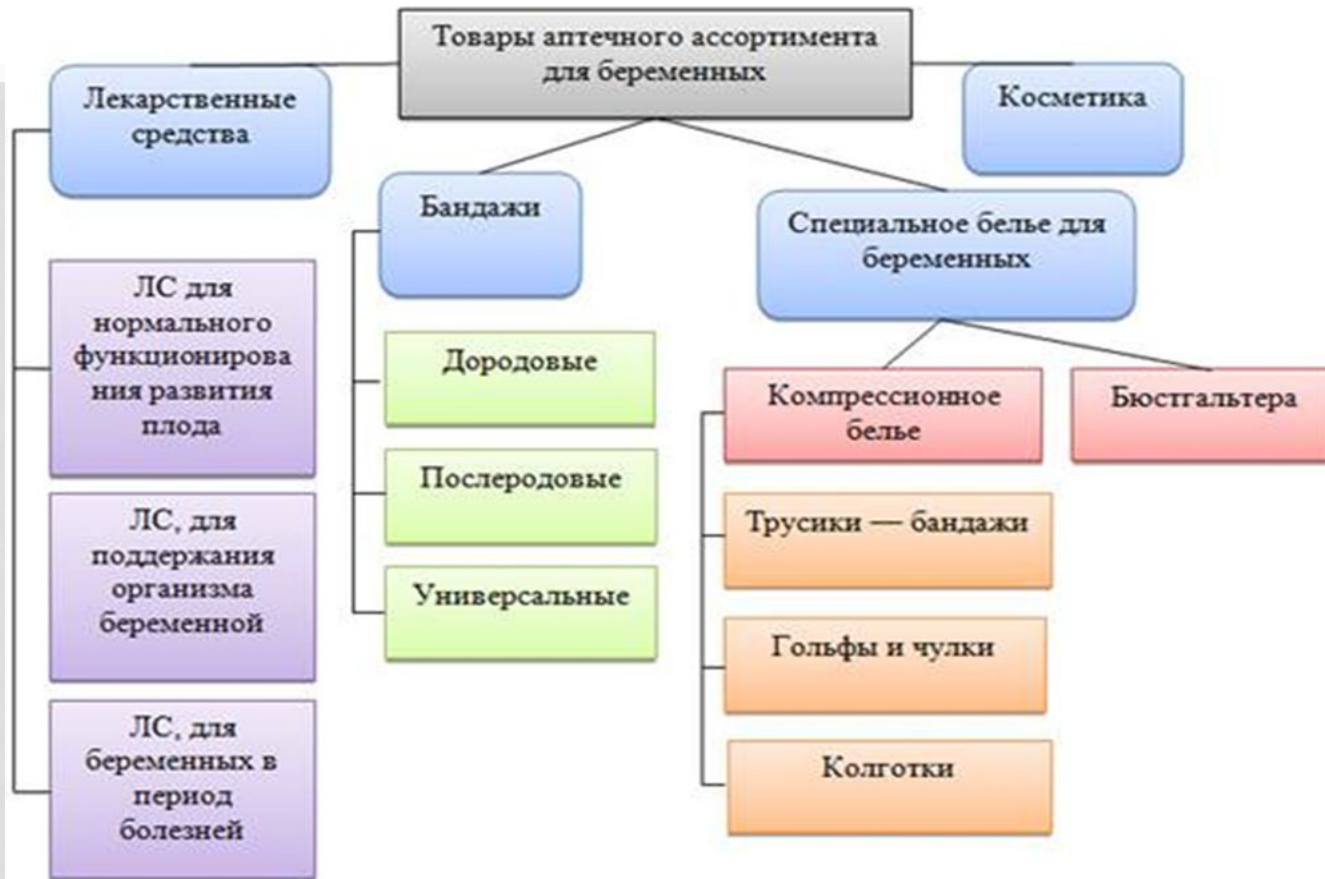 Товары аптечного ассортимента
для беременных
Лекарственные
средства
Косметика
Бандажи
Специальное белье для
беременных
ЛС для
нормального
функционирова
ния развития
плода
ЛС, для
поддержания
организма
беременной
ЛС, для
беременных в
период
болезней
Дородовые
Послеродовые
Универсальные
Компрессионное
белье
Бюстгальтера
Трусики — бандажи
Гольфы и чулки
Колготки